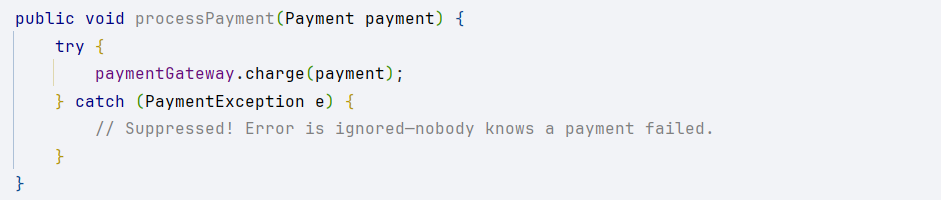 public void processPayment(Payment payment) {
    try {
        paymentGateway.charge(payment);
    } catch (PaymentException e) {
        // Suppressed! Error is ignored—nobody knows a payment failed.
    }
}